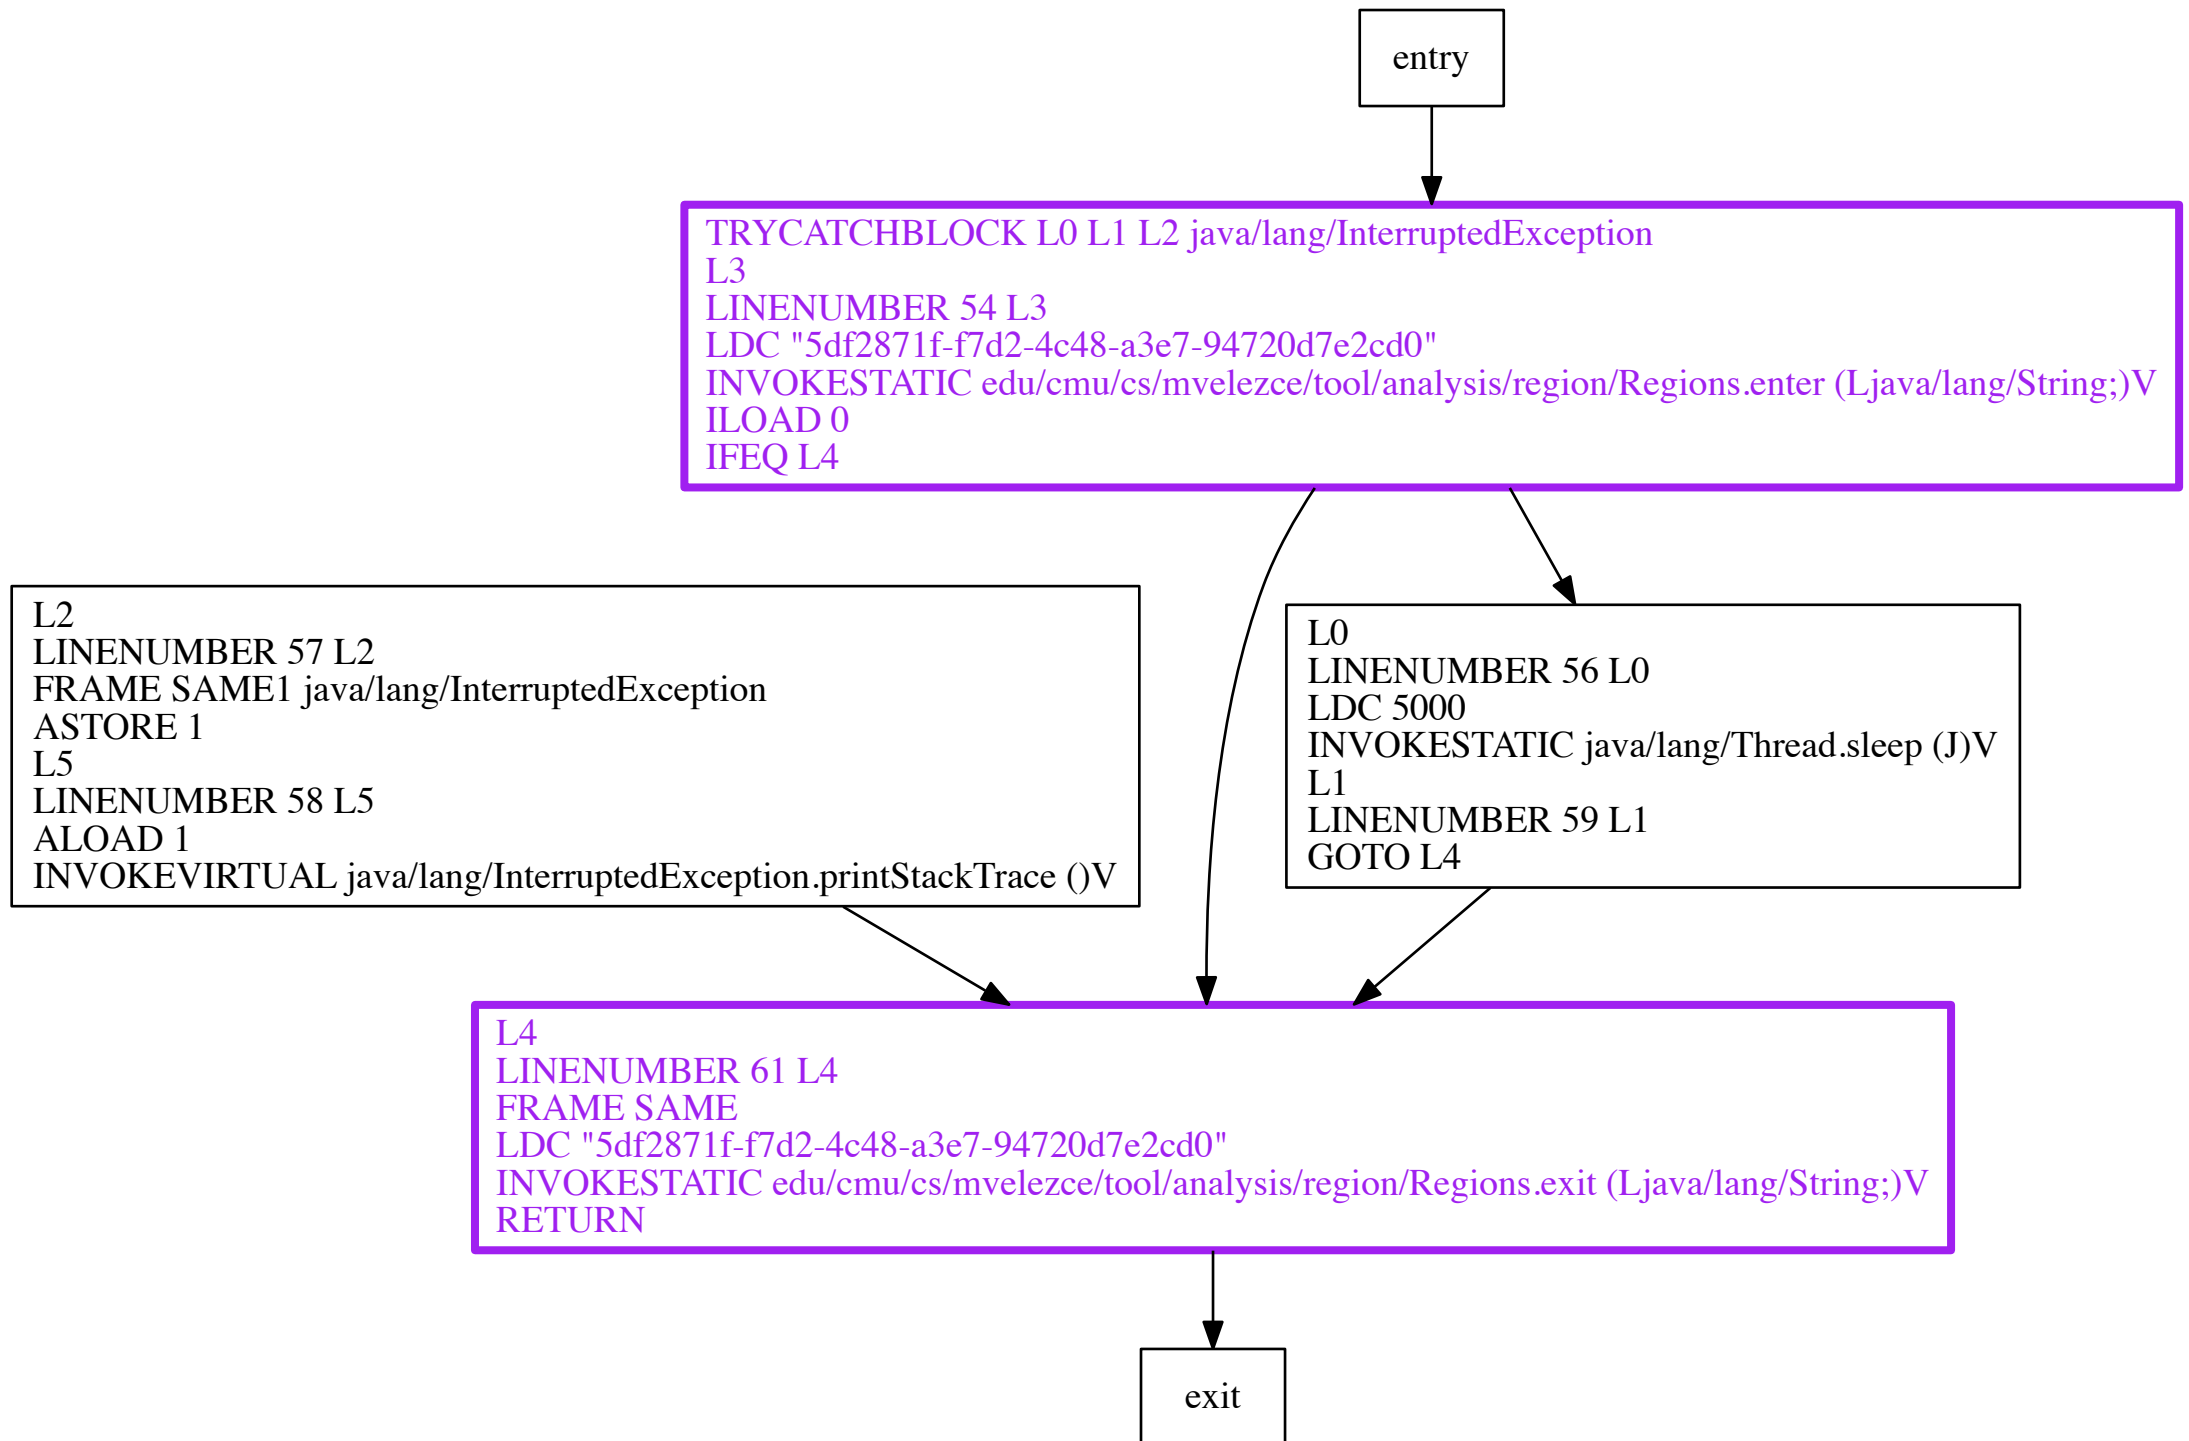 entry
TRYCATCHBLOCK L0 L1 L2 java/lang/InterruptedException
L3
LINENUMBER 54 L3
LDC "5df2871f-f7d2-4c48-a3e7-94720d7e2cd0"
INVOKESTATIC edu/cmu/cs/mvelezce/tool/analysis/region/Regions.enter (Ljava/lang/String;)V
ILOAD 0
IFEQ L4
L2
LINENUMBER 57 L2
FRAME SAME1 java/lang/InterruptedException
ASTORE 1
L5
LINENUMBER 58 L5
ALOAD 1
INVOKEVIRTUAL java/lang/InterruptedException.printStackTrace ()V
L0
LINENUMBER 56 L0
LDC 5000
INVOKESTATIC java/lang/Thread.sleep (J)V
L1
LINENUMBER 59 L1
GOTO L4
L4
LINENUMBER 61 L4
FRAME SAME
LDC "5df2871f-f7d2-4c48-a3e7-94720d7e2cd0"
INVOKESTATIC edu/cmu/cs/mvelezce/tool/analysis/region/Regions.exit (Ljava/lang/String;)V
RETURN
exit